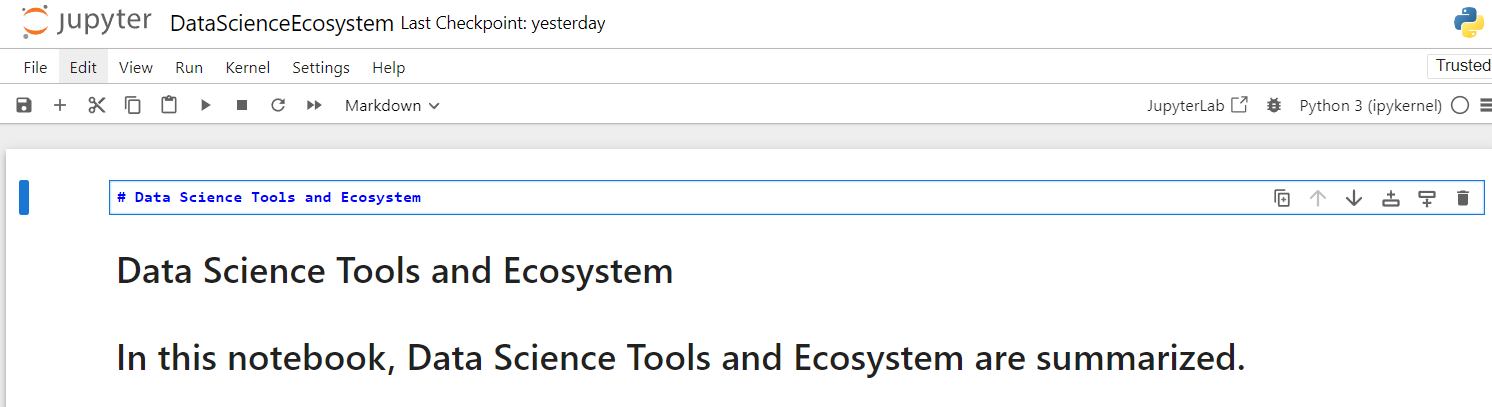 jupyter DataScienceEcosystem Last Checkpoint: yesterday
File Edit View Run Kernel Settings Help
Trusted
Markdown JupyterLab Python 3 (ipykernel)
# Data Science Tools and Ecosystem
Data Science Tools and Ecosystem
In this notebook, Data Science Tools and Ecosystem are summarized.